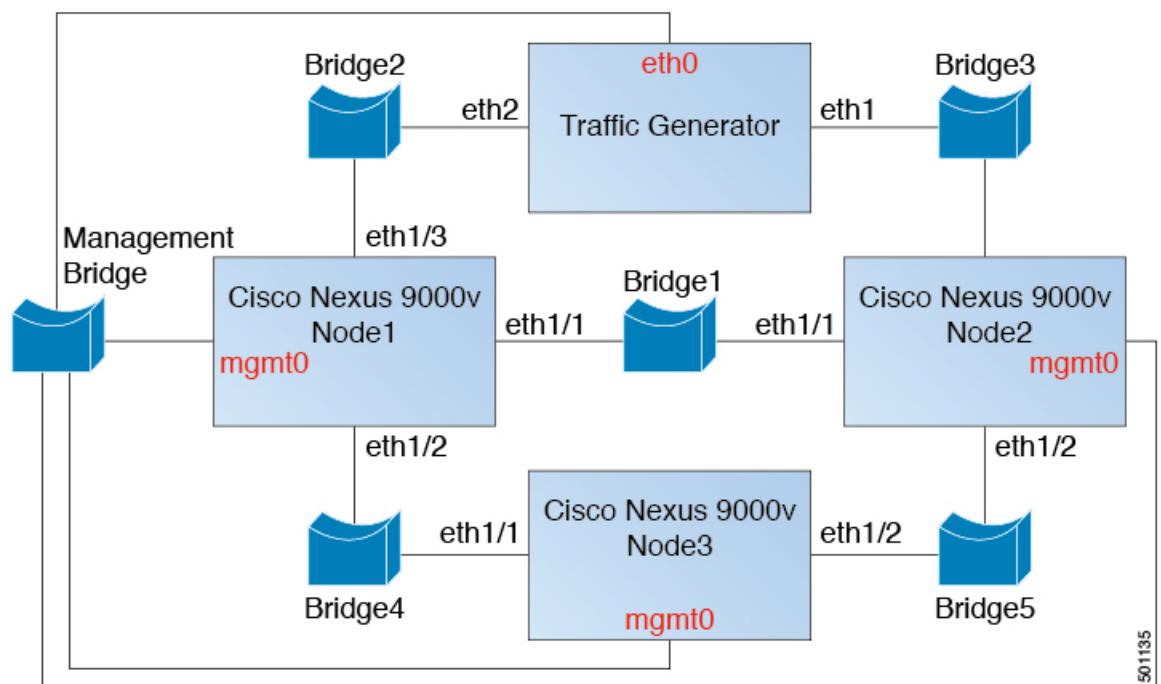 Bridge2
eth0
Bridge3
eth2
Traffic Generator
eth1
Management
Bridge
eth1/3
Cisco Nexus 9000v
Node1
mgmt0
eth1/1
Bridge1
eth1/1
Cisco Nexus 9000v
Node2
mgmt0
eth1/2
eth1/2
Cisco Nexus 9000v
Node3
eth1/1
eth1/2
Bridge4
mgmt0
Bridge5
501135